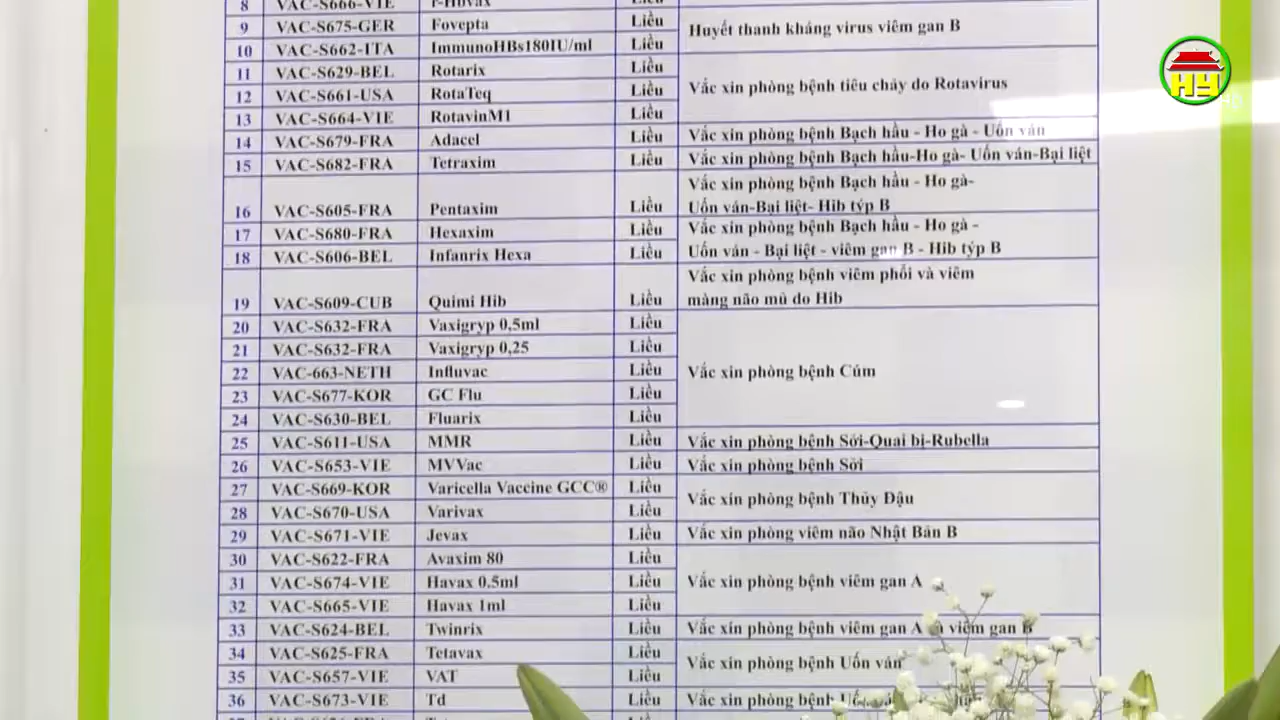 8 VAC-S666-VIE r-Hbvax Liều
9 VAC-S675-GER Fovepta Liều Huyết thanh kháng virus viêm gan B
10 VAC-S662-ITA ImmunoHBs180IU/ml Liều
11 VAC-S629-BEL Rotarix Liều
Vắc xin phòng bệnh tiêu chảy do Rotavirus
12 VAC-S661-USA RotaTeq Liều
13 VAC-S664-VIE RotavinM1 Liều
14 VAC-S679-FRA Adacel Liều Vắc xin phòng bệnh Bạch hầu - Ho gà - Uốn ván
15 VAC-S682-FRA Tetraxim Liều Vắc xin phòng bệnh Bạch hầu-Ho gà- Uốn ván-Bại liệt
Vắc xin phòng bệnh Bạch hầu - Ho gà-
16 VAC-S605-FRA Pentaxim Liều Uốn ván-Bại liệt- Hib týp B
17 VAC-S680-FRA Hexaxim Liều Vắc xin phòng bệnh Bạch hầu - Ho gà -
18 VAC-S606-BEL Infanrix Hexa Liều Uốn ván - Bại liệt - viêm gan B - Hib týp B
Vắc xin phòng bệnh viêm phổi và viêm
19 VAC-S609-CUB Quimi Hib Liều màng não mủ do Hib
20 VAC-S632-FRA Vaxigryp 0,5ml Liều
21 VAC-S632-FRA Vaxigryp 0,25 Liều
22 VAC-663-NETH Influvac Liều Vắc xin phòng bệnh Cúm
23 VAC-S677-KOR GC Flu Liều
24 VAC-S630-BEL Fluarix Liều
25 VAC-S611-USA MMR Liều Vắc xin phòng bệnh Sởi-Quai bị-Rubella
26 VAC-S653-VIE MVVac Liều Vắc xin phòng bệnh Sởi
27 VAC-S669-KOR Varicella Vaccine GCC® Liều
Vắc xin phòng bệnh Thủy Đậu
28 VAC-S670-USA Varivax Liều
29 VAC-S671-VIE Jevax Liều Vắc xin phòng viêm não Nhật Bản B
30 VAC-S622-FRA Avaxim 80 Liều
31 VAC-S674-VIE Havax 0.5ml Liều Vắc xin phòng bệnh viêm gan A
32 VAC-S665-VIE Havax 1ml Liều
33 VAC-S624-BEL Twinrix Liều Vắc xin phòng bệnh viêm gan A và viêm gan B
34 VAC-S625-FRA Tetavax Liều
Vắc xin phòng bệnh Uốn ván
35 VAC-S657-VIE VAT Liều
36 VAC-S673-VIE Td Liều Vắc xin phòng bệnh
HY